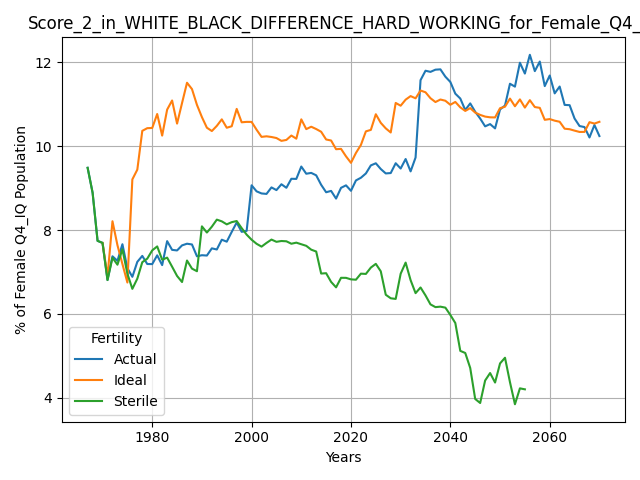 Score_2_in_WHITE_BLACK_DIFFERENCE_HARD_WORKING_for_Female_Q4_
% of Female Q4_IQ Population
12
10
8
6
4
Fertility
Actual
Ideal
Sterile
1980
2000
2020
2040
2060
Years